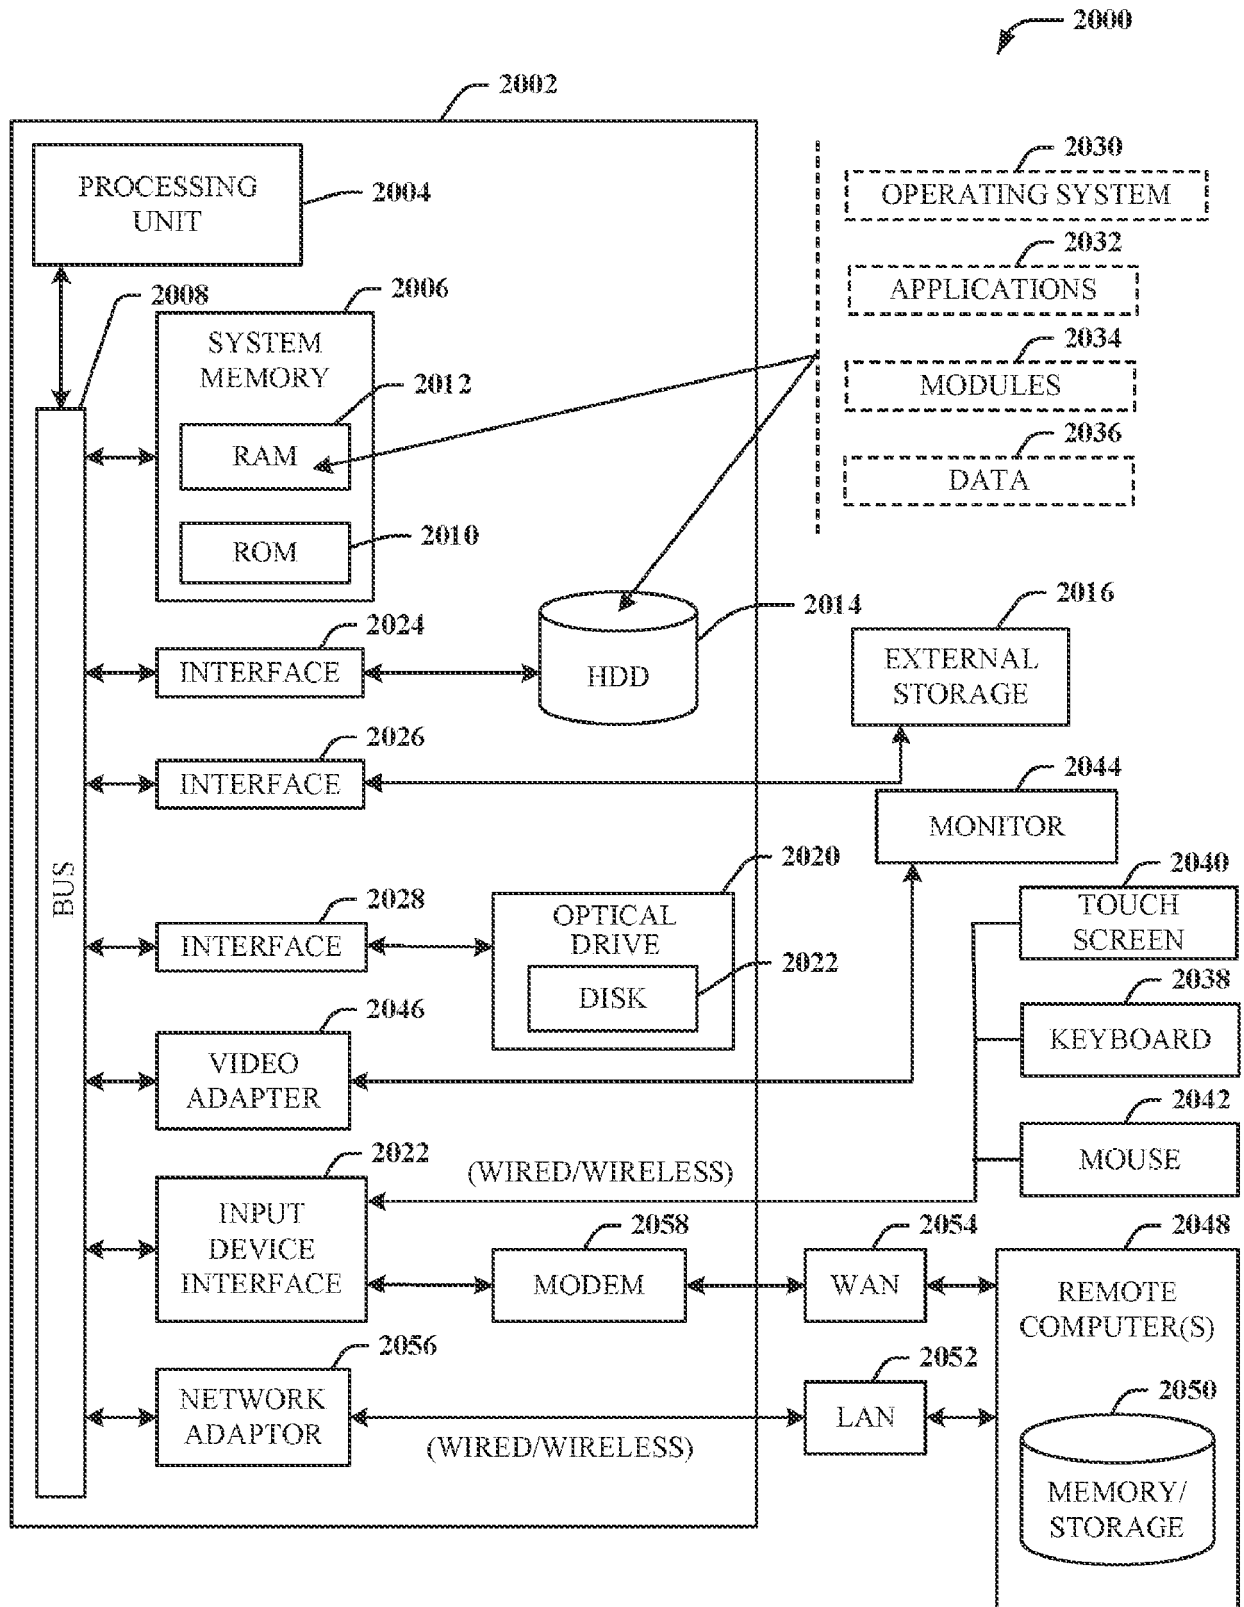 2000
2002
PROCESSING
UNIT
2004
2030
OPERATING SYSTEM
2032
APPLICATIONS
2034
MODULES
2036
DATA
2008
2006
SYSTEM
MEMORY
2012
RAM
2010
ROM
2024
INTERFACE
2014
HDD
2016
EXTERNAL
STORAGE
2026
INTERFACE
2044
MONITOR
BUS
2028
INTERFACE
2020
OPTICAL
DRIVE
2022
DISK
2040
TOUCH
SCREEN
2038
KEYBOARD
2042
MOUSE
2046
VIDEO
ADAPTER
2022
INPUT
DEVICE
INTERFACE
(WIRED/WIRELESS)
2058
MODEM
2054
WAN
2048
REMOTE
COMPUTER(S)
2056
NETWORK
ADAPTOR
(WIRED/WIRELESS)
2052
LAN
2050
MEMORY/
STORAGE